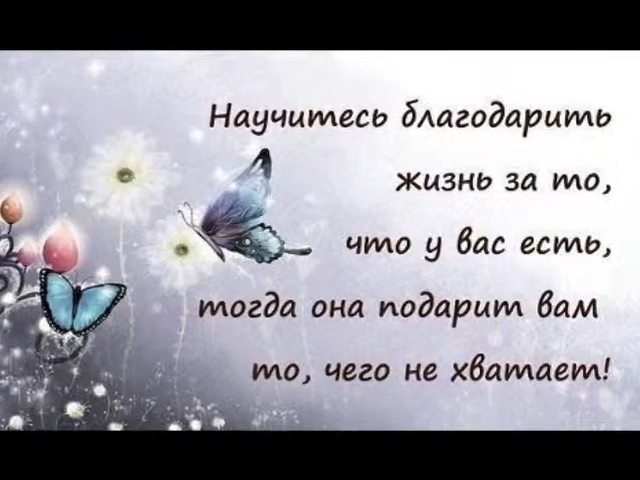 Научитесь благодарить
жизнь за то,
что у вас есть,
тогда она подарит вам
то, чего не хватает!